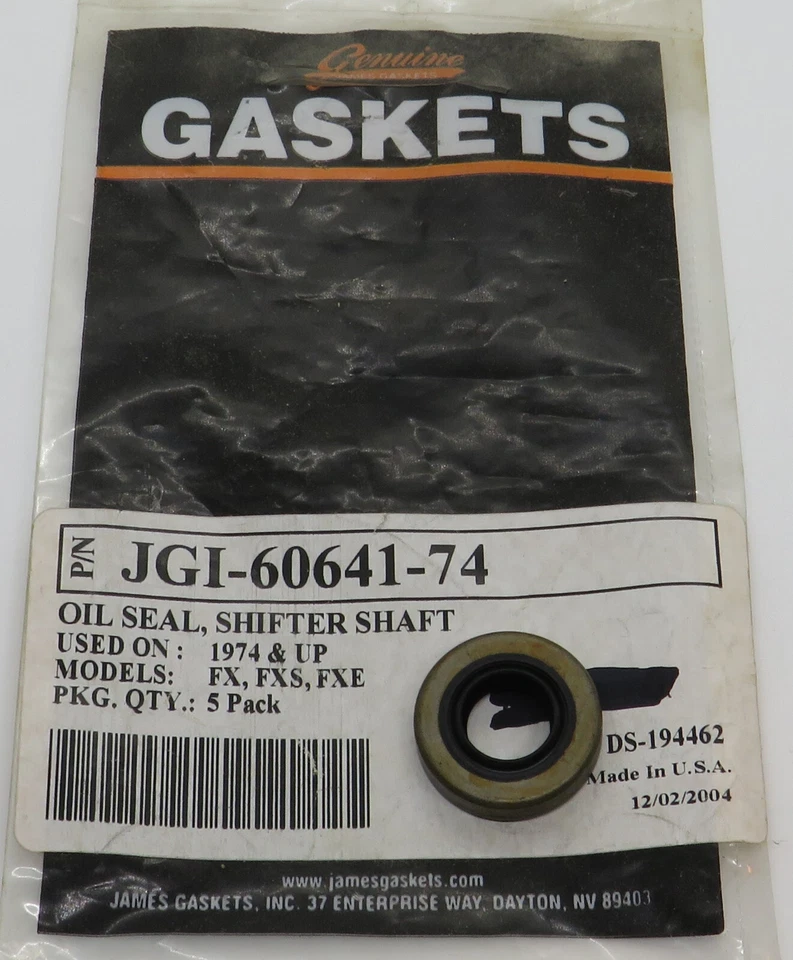 Genuine
JAMES GASKETS
GASKETS
P/N JGI-60641-74
OIL SEAL, SHIFTER SHAFT
USED ON : 1974 & UP
MODELS: FX, FXS, FXE
PKG. QTY.: 5 Pack
DS-194462
Made In U.S.A.
12/02/2004
www.jamesgaskets.com
JAMES GASKETS, INC. 37 ENTERPRISE WAY, DAYTON, NV 89403